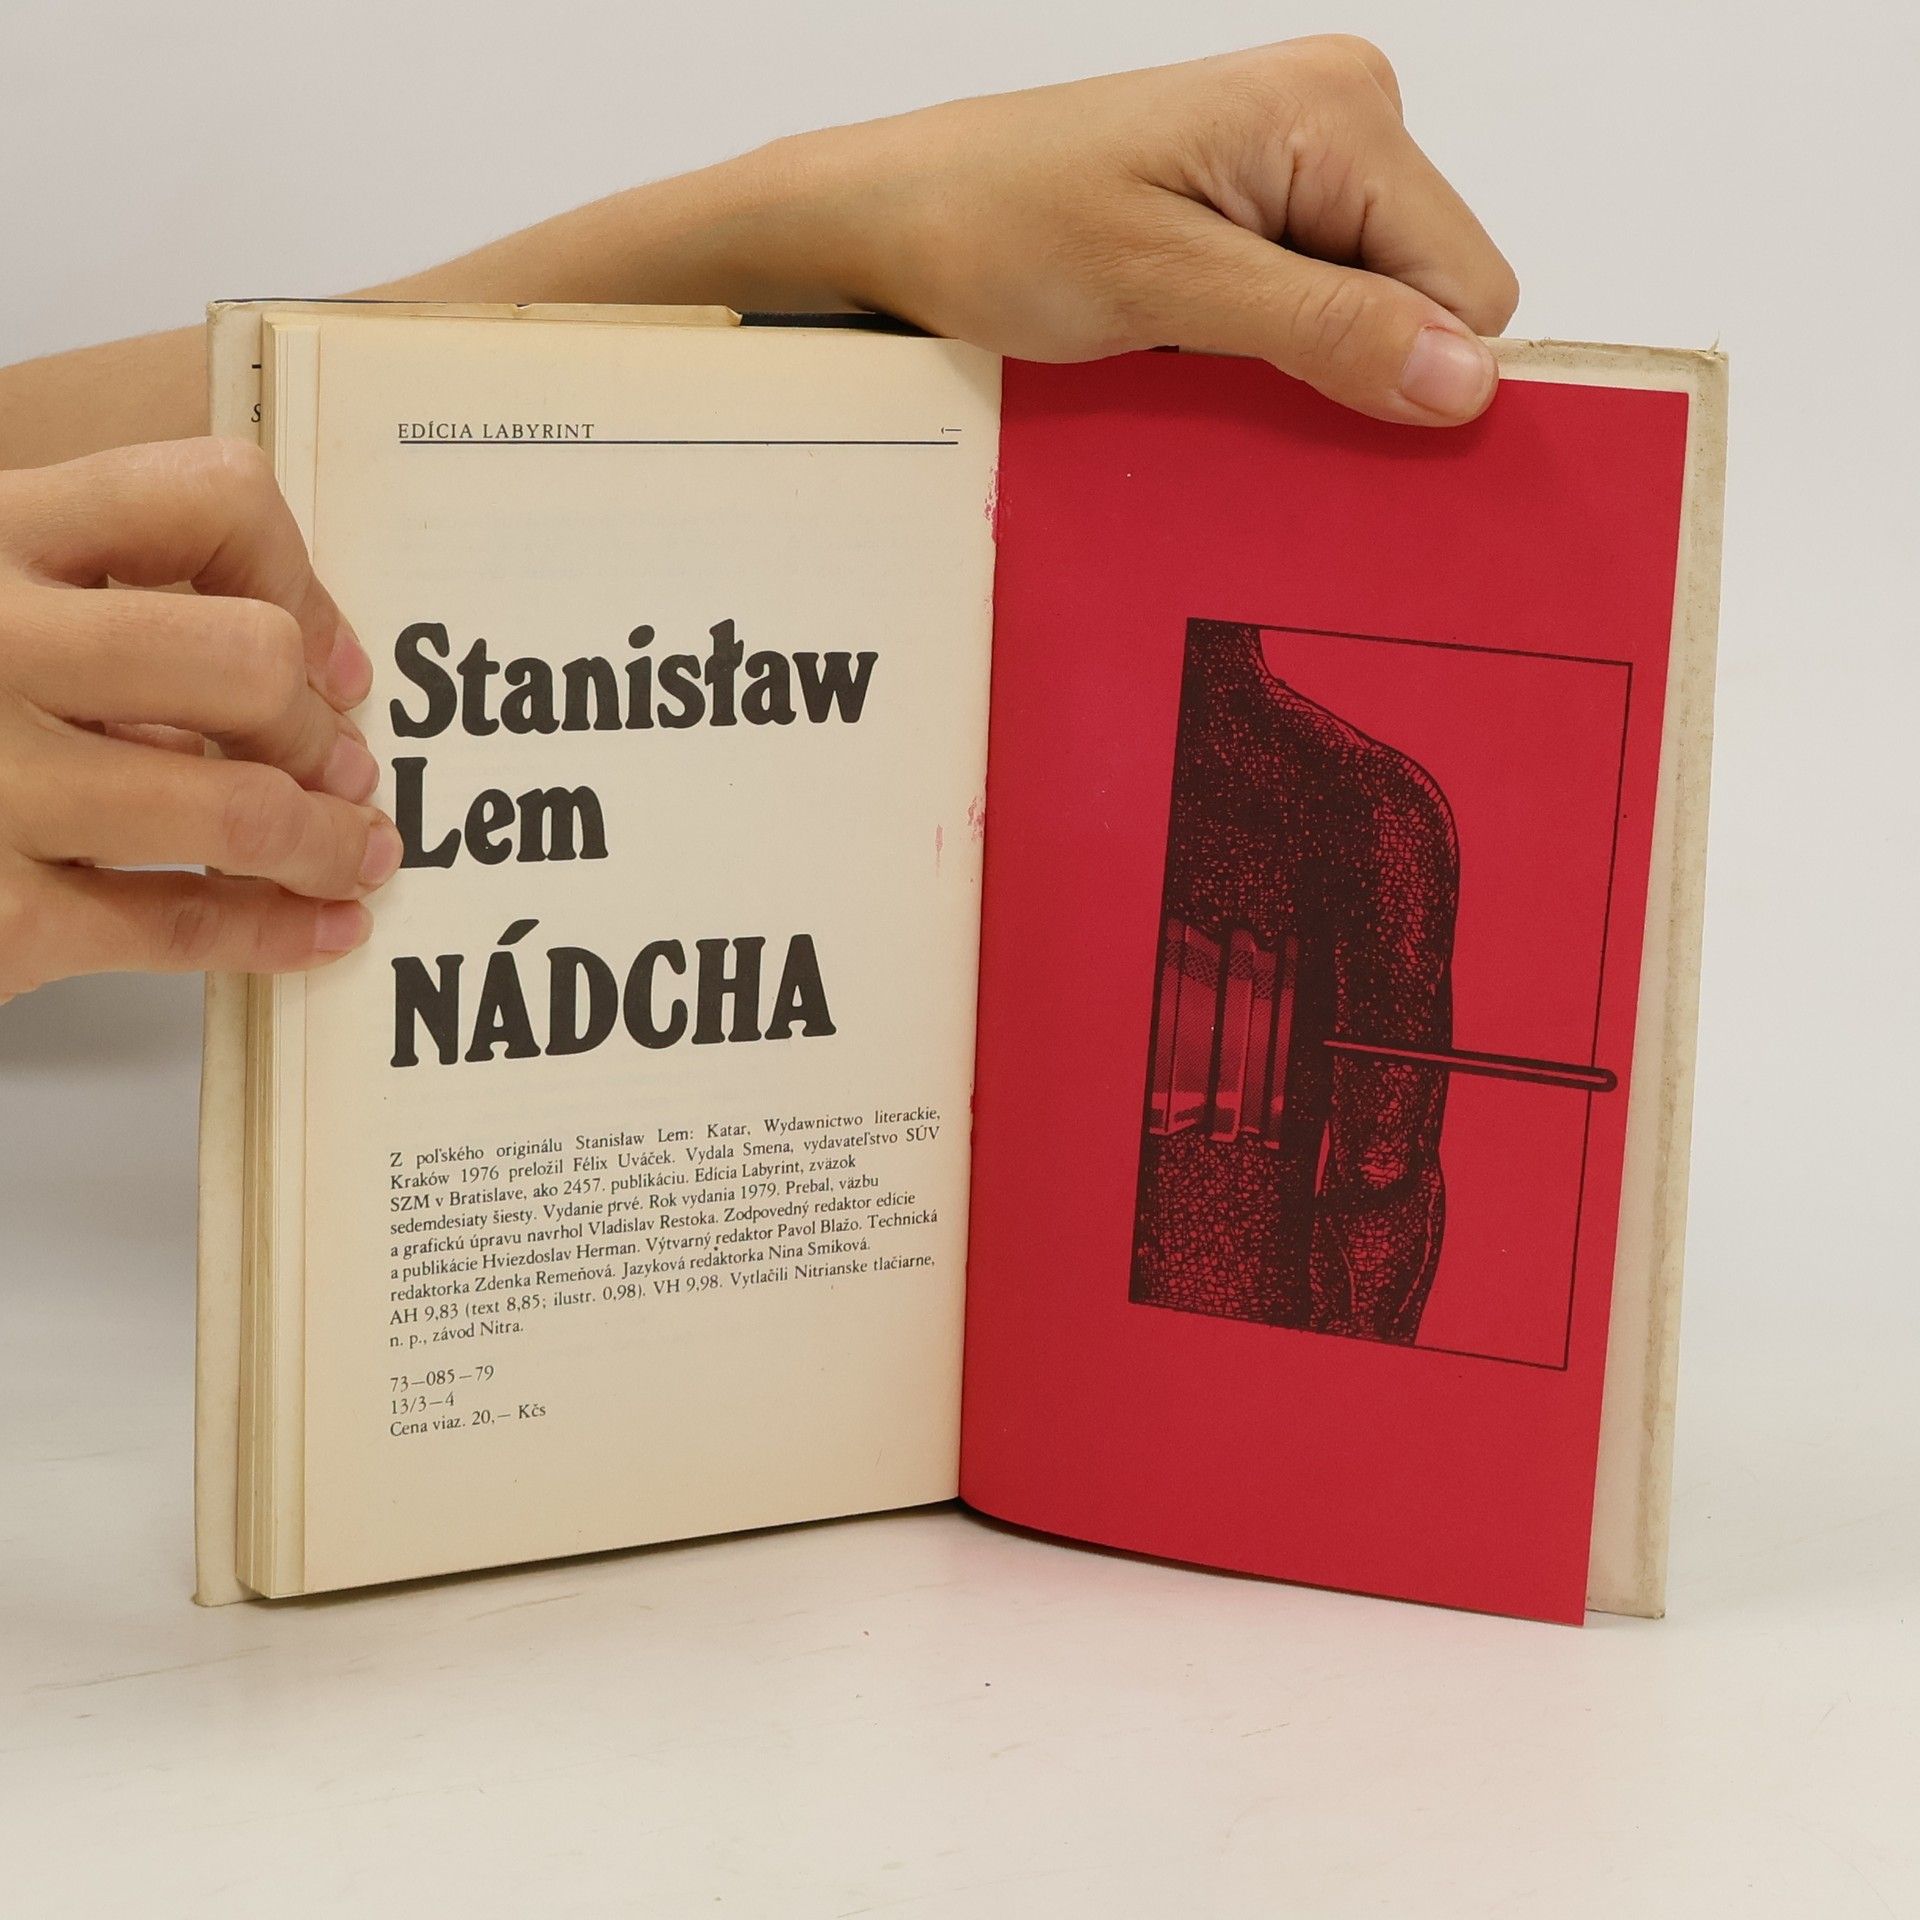 EDÍCIA LABYRINT
Stanisław
Lem
NÁDCHA
Z poľského originálu Stanisław Lem: Katar, Wydawnictwo literackie,
Kraków 1976 preložil Félix Uváček. Vydala Smena, vydavateľstvo SÚV
SZM v Bratislave, ako 2457. publikáciu. Edícia Labyrint, zväzok
sedemdesiaty šiesty. Vydanie prvé. Rok vydania 1979. Prebal, väzbu
a grafickú úpravu navrhol Vladislav Restoka. Zodpovedný redaktor edície
a publikácie Hviezdoslav Herman. Výtvarný redaktor Pavol Blažo. Technická
redaktorka Zdenka Remeňová. Jazyková redaktorka Nina Smiková.
AH 9,83 (text 8,85; ilustr. 0,98). VH 9,98. Vytlačili Nitrianske tlačiarne,
n. p., závod Nitra.
73—085—79
13/3—4
Cena viaz. 20,— Kčs